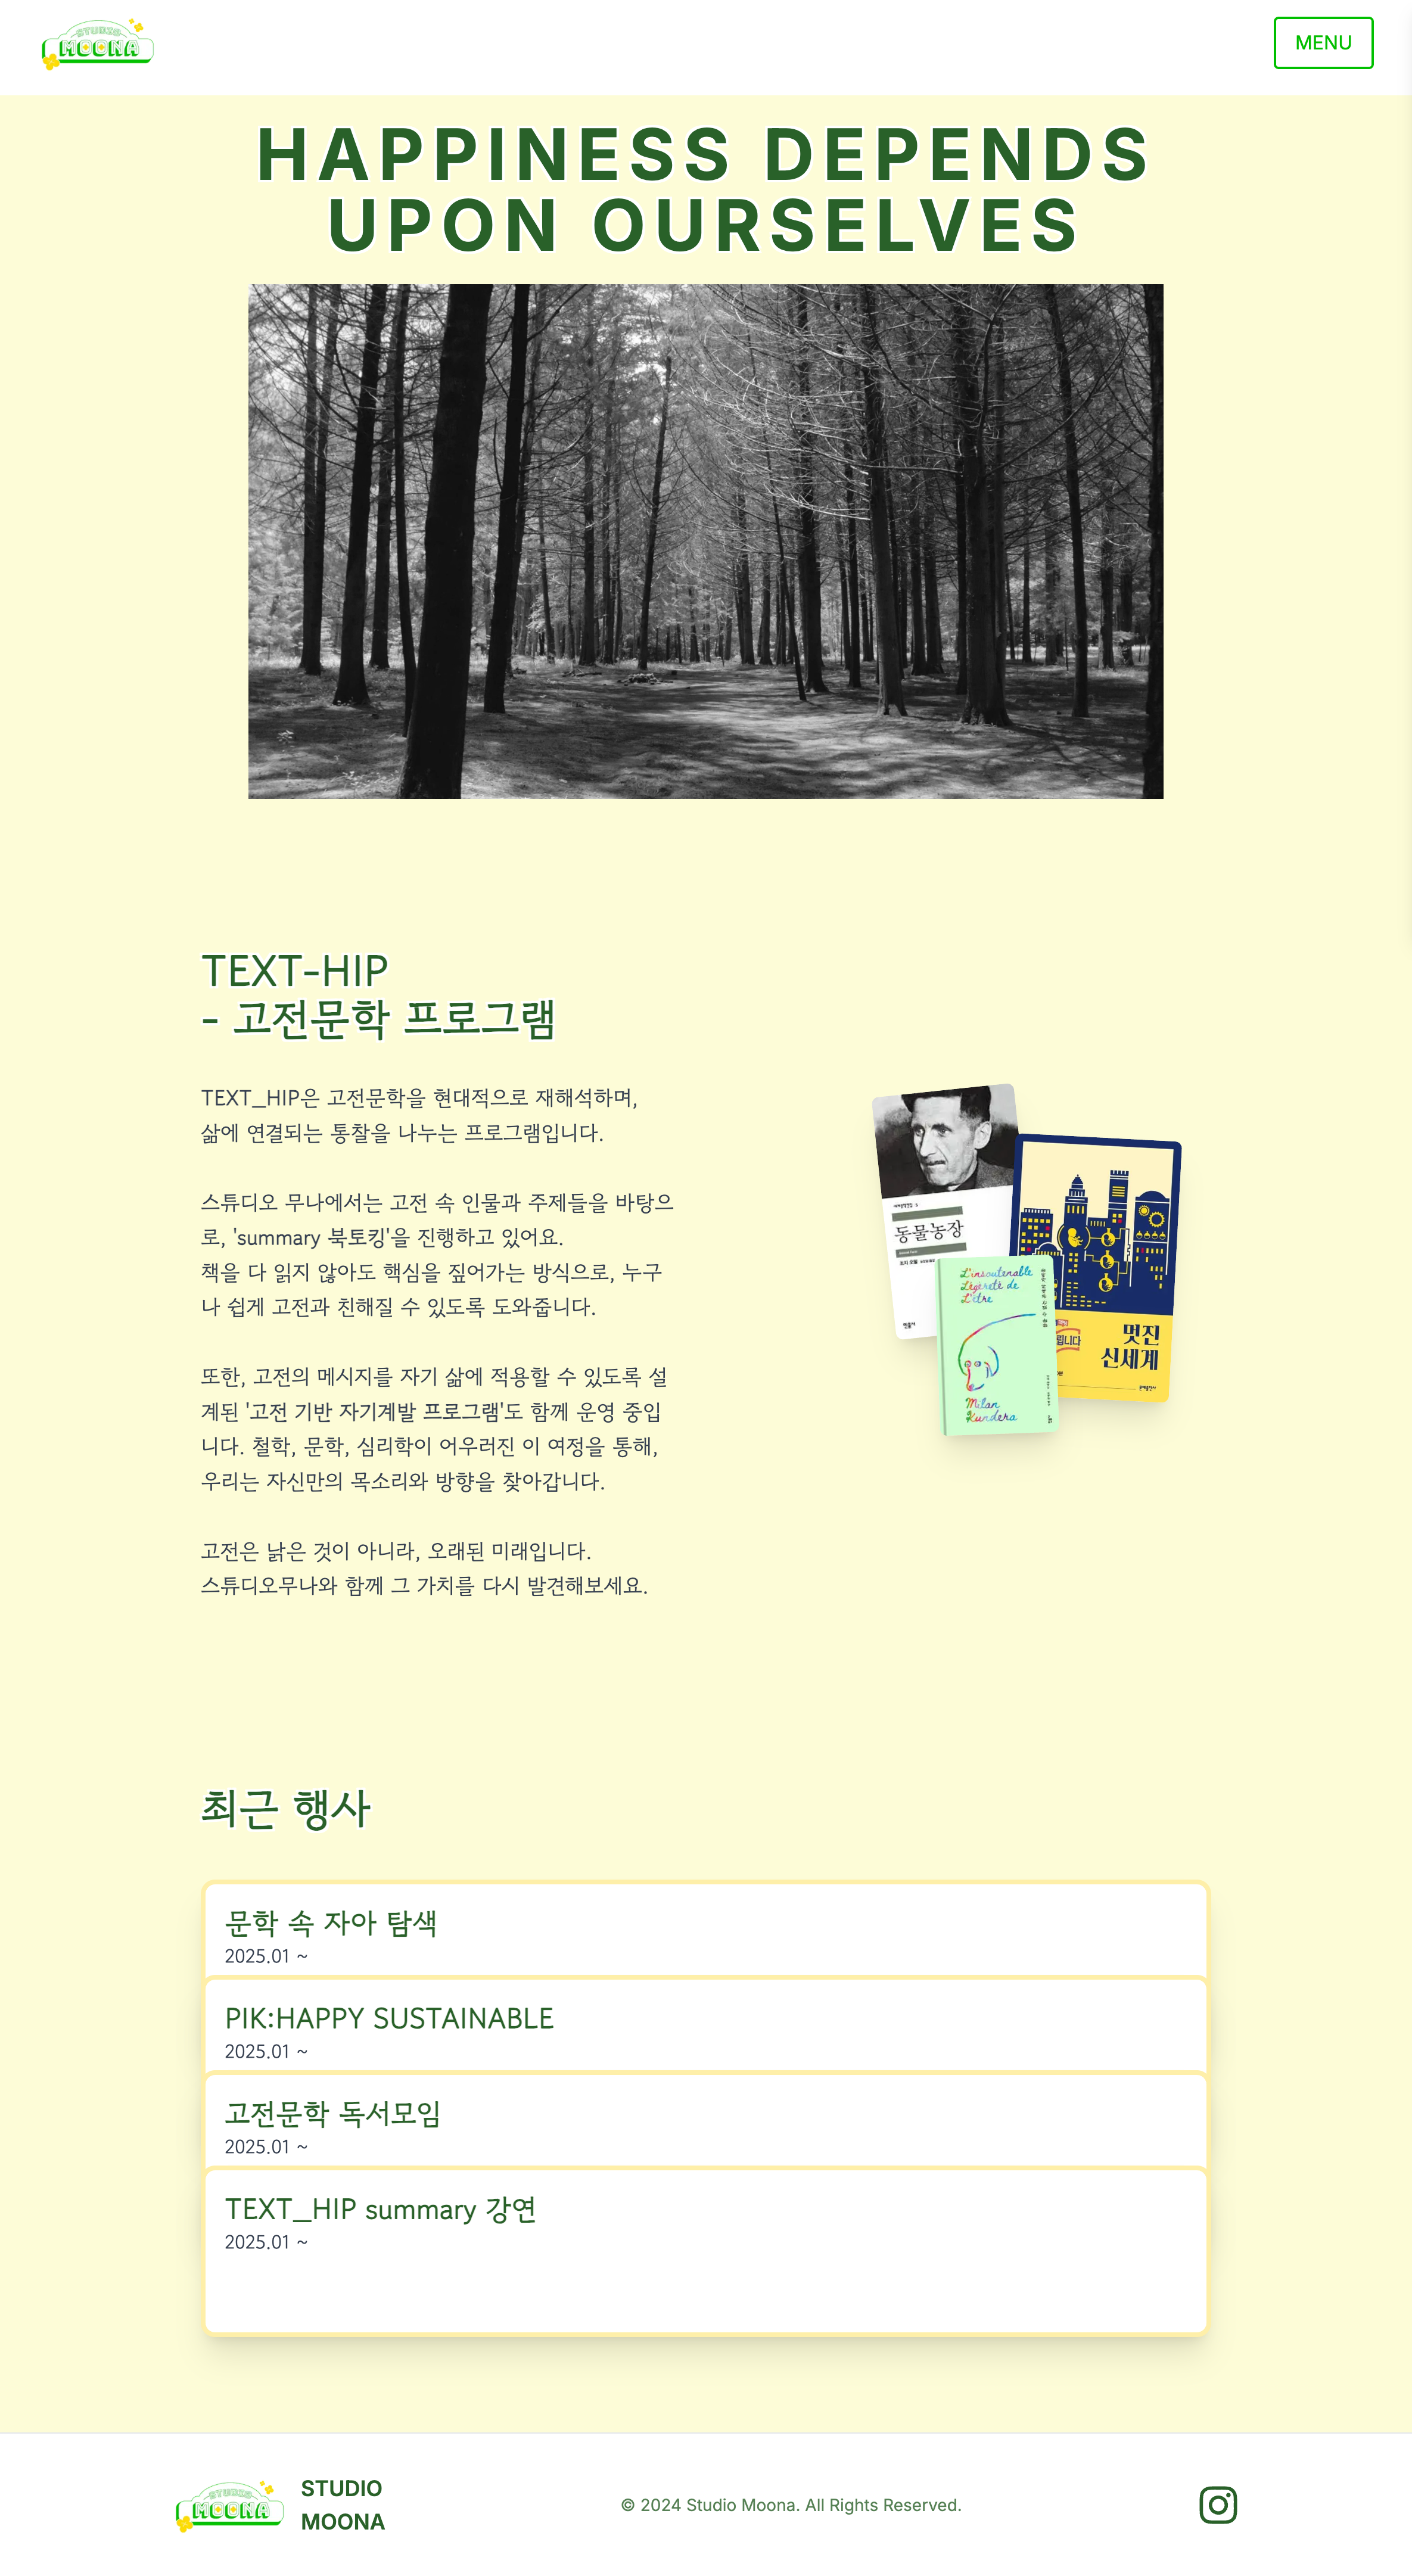 STUDIO
MOONA
MENU
HAPPINESS DEPENDS
UPON OURSELVES
TEXT-HIP
- 고전문학 프로그램
TEXT_HIP은 고전문학을 현대적으로 재해석하며,
삶에 연결되는 통찰을 나누는 프로그램입니다.
스튜디오 무나에서는 고전 속 인물과 주제들을 바탕으
로, 'summary 북토킹'을 진행하고 있어요.
책을 다 읽지 않아도 핵심을 짚어가는 방식으로, 누구
나 쉽게 고전과 친해질 수 있도록 도와줍니다.
또한, 고전의 메시지를 자기 삶에 적용할 수 있도록 설
계된 '고전 기반 자기계발 프로그램'도 함께 운영 중입
니다. 철학, 문학, 심리학이 어우러진 이 여정을 통해,
우리는 자신만의 목소리와 방향을 찾아갑니다.
고전은 낡은 것이 아니라, 오래된 미래입니다.
스튜디오무나와 함께 그 가치를 다시 발견해보세요.
동물농장
조지 오웰
민음사
L'insoutenable
Légèreté de
L'être
Milan
Kundera
멋진
신세계
최근 행사
문학 속 자아 탐색
2025.01 ~
PIK:HAPPY SUSTAINABLE
2025.01 ~
고전문학 독서모임
2025.01 ~
TEXT_HIP summary 강연
2025.01 ~
STUDIO
MOONA
STUDIO
MOONA
© 2024 Studio Moona. All Rights Reserved.